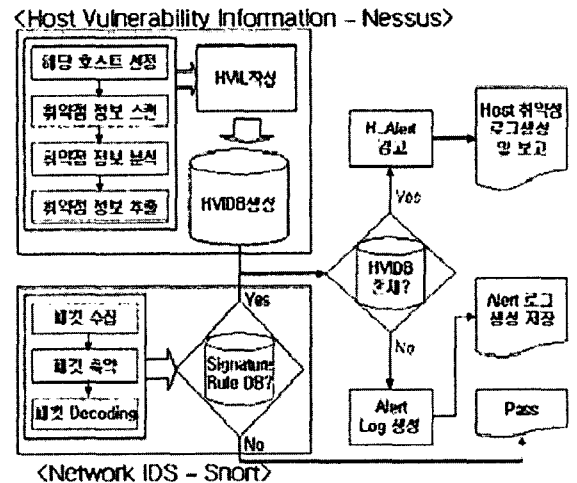 <Host Vulnerability Information - Nessus>
해당 호스트 선정
취약점 정보 스캔
취약점 정보 분석
취약점 정보 추출
HVIL작성
HVIDB생성
H_Alert
경고
Host 취약성
로그생성
및 보고
Yes
HVIDB
존재?
No
Alert
Log 생성
Alert 로그
생성 저장
Pass
패킷 수집
패킷 축약
패킷 Decoding
Yes
Signature
Rule DB?
No
<Network IDS - Snort>